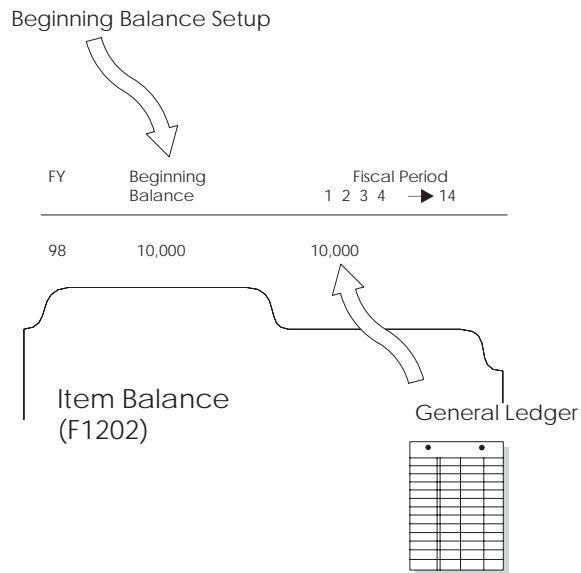 Beginning Balance Setup
FY Beginning Balance Fiscal Period
1 2 3 4 14
98 10,000 10,000
Item Balance
(F1202)
General Ledger